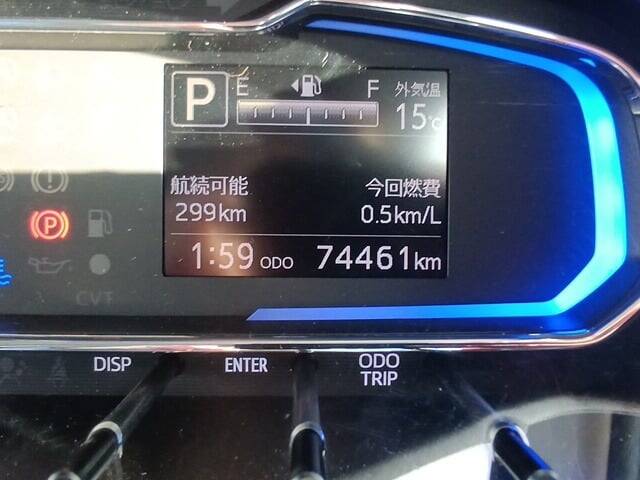 P
E F 外気温
15℃
航続可能 今回燃費
299km 0.5km/L
1:59 ODO 74461km
P
CVT
DISP ENTER ODO
TRIP